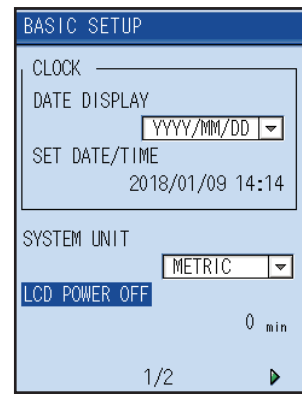 BASIC SETUP
CLOCK
DATE DISPLAY
YYYY/MM/DD
SET DATE/TIME
2018/01/09 14:14
SYSTEM UNIT
METRIC
LCD POWER OFF
0 min
1/2